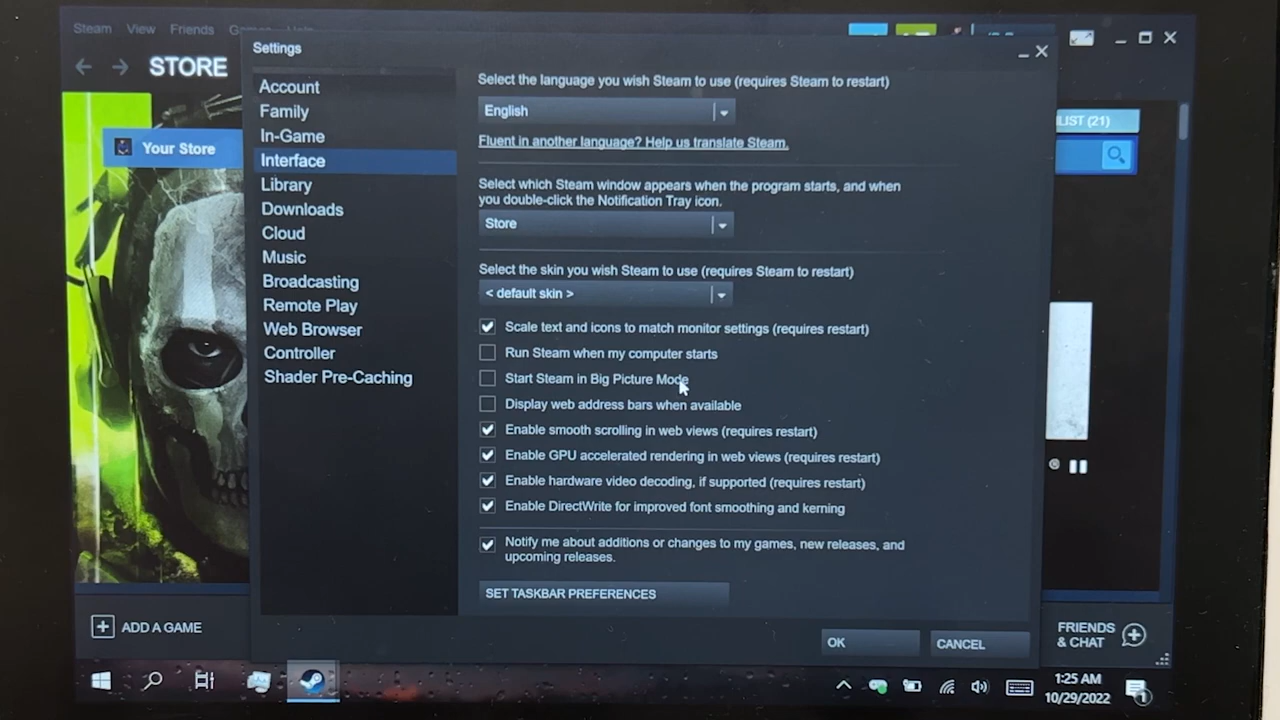 Steam View Friends Help
STORE
Your Store
LIST (21)
Settings
Account
Family
In-Game
Interface
Library
Downloads
Cloud
Music
Broadcasting
Remote Play
Web Browser
Controller
Shader Pre-Caching
Select the language you wish Steam to use (requires Steam to restart)
English
Fluent in another language? Help us translate Steam.
Select which Steam window appears when the program starts, and when
you double-click the Notification Tray icon.
Store
Select the skin you wish Steam to use (requires Steam to restart)
< default skin >
Scale text and icons to match monitor settings (requires restart)
Run Steam when my computer starts
Start Steam in Big Picture Mode
Display web address bars when available
Enable smooth scrolling in web views (requires restart)
Enable GPU accelerated rendering in web views (requires restart)
Enable hardware video decoding, if supported (requires restart)
Enable DirectWrite for improved font smoothing and kerning
Notify me about additions or changes to my games, new releases, and
upcoming releases.
SET TASKBAR PREFERENCES
OK
CANCEL
ADD A GAME
FRIENDS
& CHAT
1:25 AM
10/29/2022
1